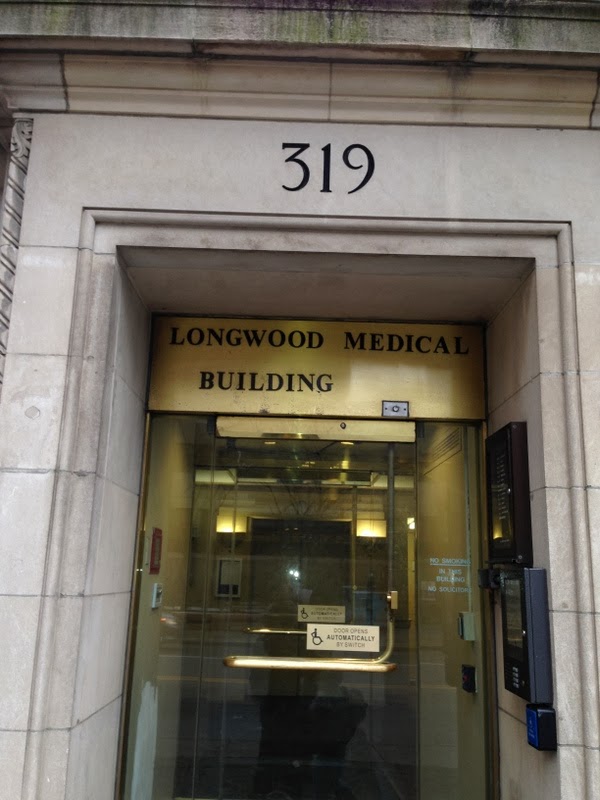 319
LONGWOOD MEDICAL
BUILDING
NO SMOKING
IN THIS
BUILDING
NO SOLICITING
DOOR OPENS
AUTOMATICALLY
BY SWITCH